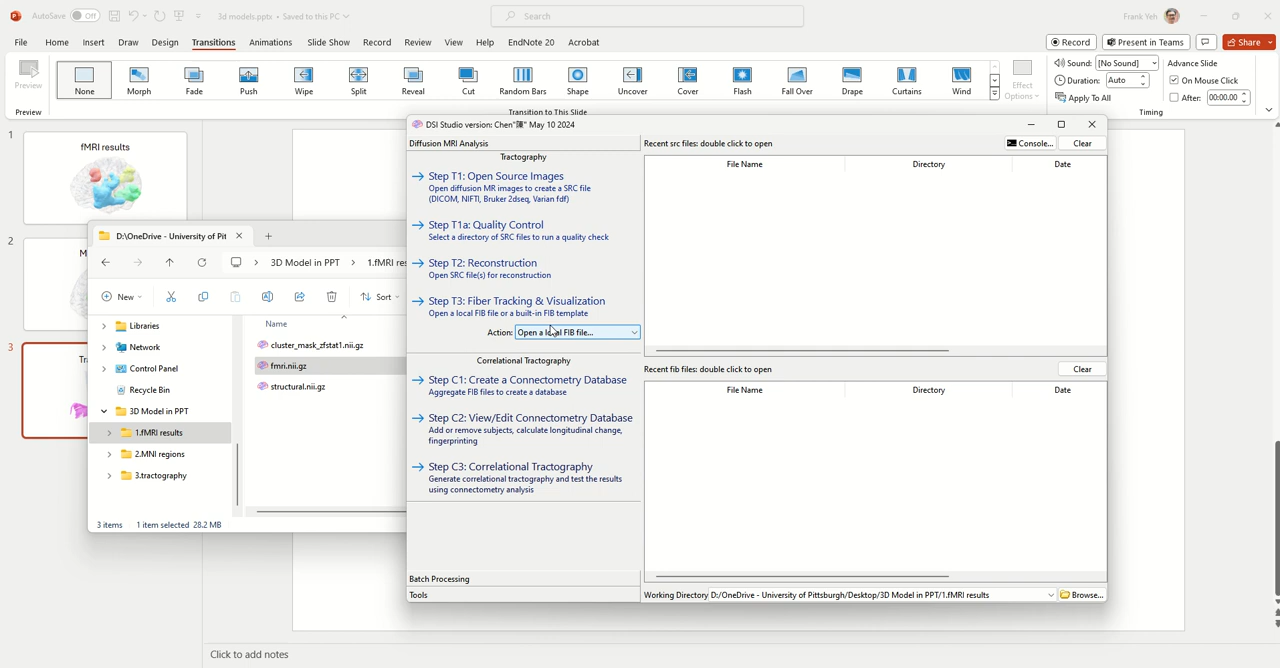 AutoSave Off 3d models.pptx • Saved to this PC Search Frank Yeh
File Home Insert Draw Design Transitions Animations Slide Show Record Review View Help EndNote 20 Acrobat Record Present in Teams Share
Preview None Morph Fade Push Wipe Split Reveal Cut Random Bars Shape Uncover Cover Flash Fall Over Drape Curtains Wind Effect Options
Sound: [No Sound] Advance Slide
Duration: Auto On Mouse Click
Apply To All After: 00:00.00
Preview Transition to This Slide Timing
1
fMRI results
2
M
3
Tr
D:\OneDrive - University of Pit
3D Model in PPT > 1.fMRI res
New Sort
Libraries
Network
Control Panel
Recycle Bin
3D Model in PPT
1.fMRI results
2.MNI regions
3.tractography
Name
cluster_mask_zfstat1.nii.gz
fmri.nii.gz
structural.nii.gz
3 items 1 item selected 28.2 MB
DSI Studio version: Chen"陳" May 10 2024
Diffusion MRI Analysis
Tractography
Step T1: Open Source Images
Open diffusion MR images to create a SRC file
(DICOM, NIFTI, Bruker 2dseq, Varian fdf)
Step T1a: Quality Control
Select a directory of SRC files to run a quality check
Step T2: Reconstruction
Open SRC file(s) for reconstruction
Step T3: Fiber Tracking & Visualization
Open a local FIB file or a built-in FIB template
Action: Open a local FIB file...
Correlational Tractography
Step C1: Create a Connectometry Database
Aggregate FIB files to create a database
Step C2: View/Edit Connectometry Database
Add or remove subjects, calculate longitudinal change,
fingerprinting
Step C3: Correlational Tractography
Generate correlational tractography and test the results
using connectometry analysis
Batch Processing
Tools
Recent src files: double click to open Console... Clear
File Name Directory Date
Recent fib files: double click to open Clear
File Name Directory Date
Working Directory D:/OneDrive - University of Pittsburgh/Desktop/3D Model in PPT/1.fMRI results Browse...
Click to add notes